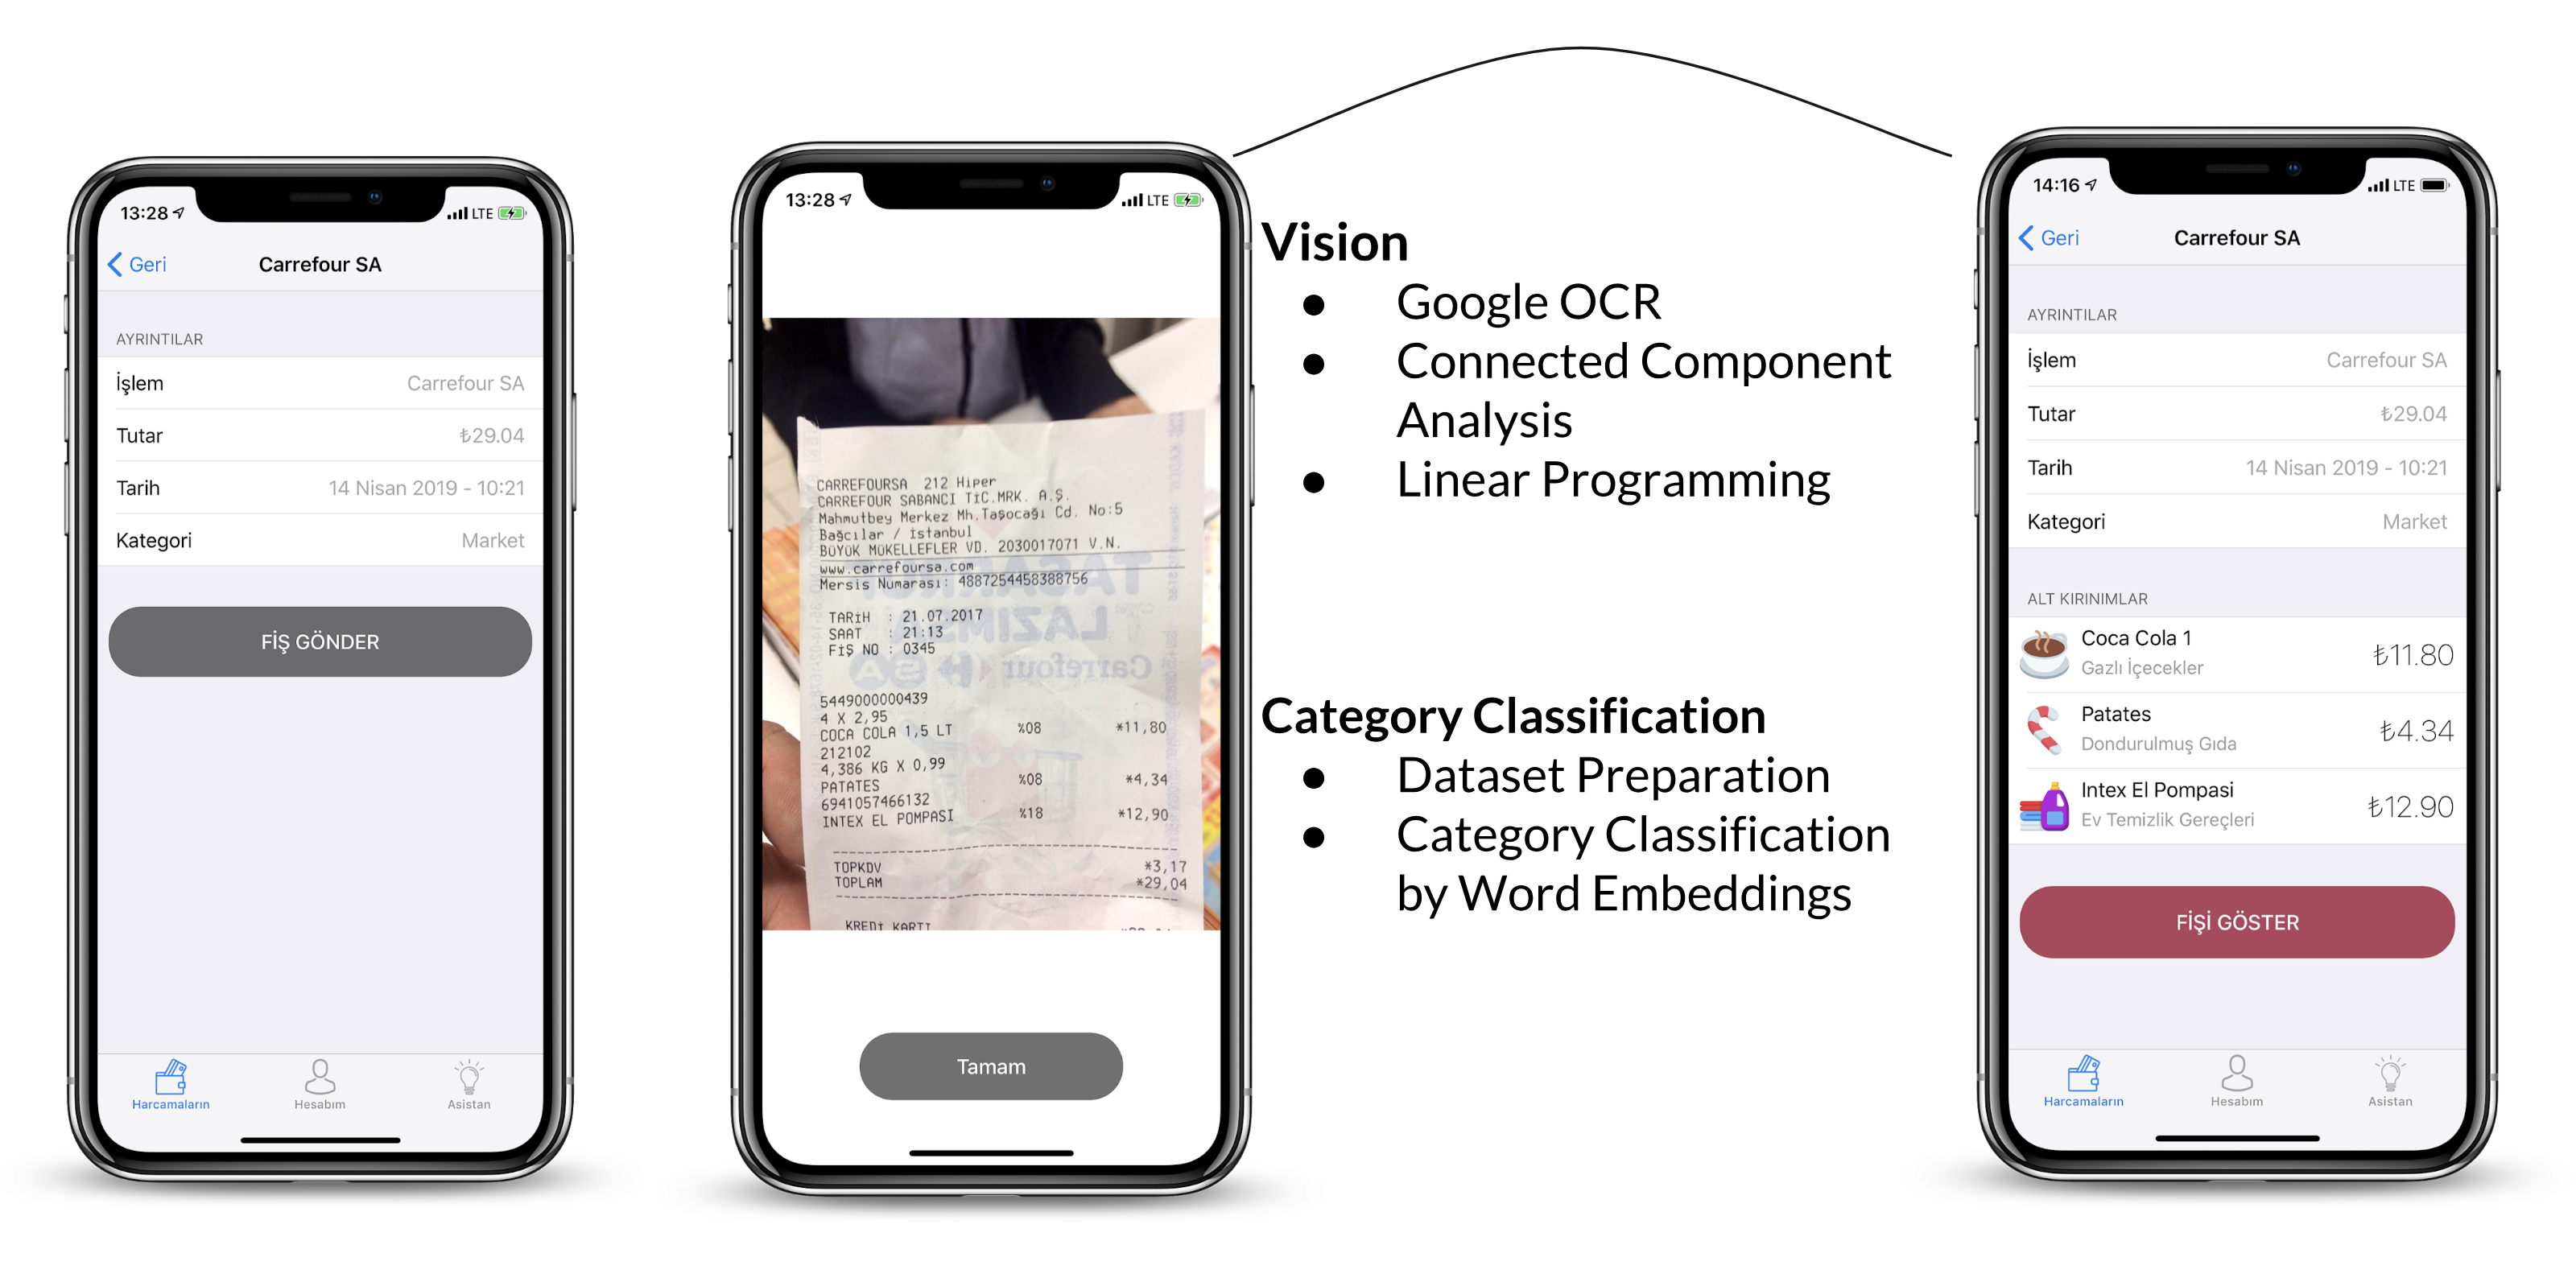 13:28
LTE
Geri
Carrefour SA
AYRINTILAR
İşlem Carrefour SA
Tutar ₺29.04
Tarih 14 Nisan 2019 - 10:21
Kategori Market
FİŞ GÖNDER
Harcamaların Hesabım Asistan
13:28
LTE
CARREFOURSA 212 Hiper
CARREFOUR SABANCI TİC.MRK. A.Ş.
Mahmutbey Merkez Mh.Taşocağı Cd. No:5
Bağcılar / İstanbul
BÜYÜK MÜKELLEFLER VD. 2030017071 V.N.
www.carrefoursa.com
Mersis Numarası: 4887254458388756
TARİH : 21.07.2017
SAAT : 21:13
FİŞ NO : 0345
5449000000439
4 X 2,95
COCA COLA 1,5 LT %08 *11,80
212102
4,386 KG X 0,99
PATATES %08 *4,34
6941057466132
INTEX EL POMPASI %18 *12,90
TOPKDV *3,17
TOPLAM *29,04
KREDİ KARTI
Tamam
Vision
● Google OCR
● Connected Component
Analysis
● Linear Programming
Category Classification
● Dataset Preparation
● Category Classification
by Word Embeddings
14:16
LTE
Geri
Carrefour SA
AYRINTILAR
İşlem Carrefour SA
Tutar ₺29.04
Tarih 14 Nisan 2019 - 10:21
Kategori Market
ALT KIRINIMLAR
Coca Cola 1
Gazlı İçecekler
₺11.80
Patates
Dondurulmuş Gıda
₺4.34
Intex El Pompasi
Ev Temizlik Gereçleri
₺12.90
FİŞİ GÖSTER
Harcamaların Hesabım Asistan